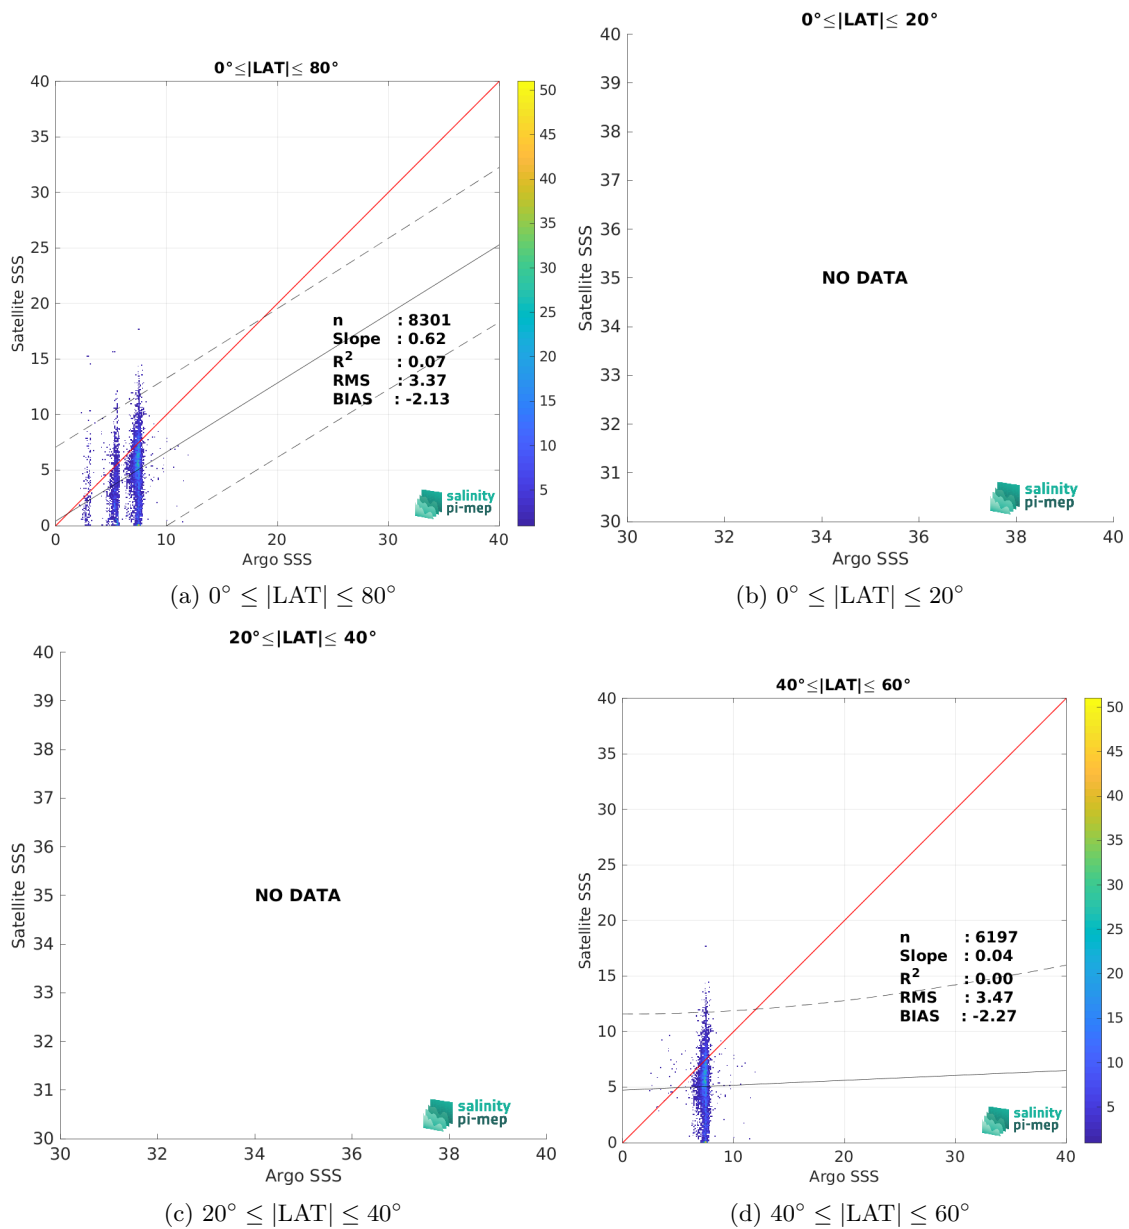 0°≤|LAT|≤ 80°
40
35
30
25
20
15
10
5
0
0
10
20
30
40
Satellite SSS
Argo SSS
n : 8301
Slope : 0.62
R² : 0.07
RMS : 3.37
BIAS : -2.13
salinity
pi-mep
50
45
40
35
30
25
20
15
10
5
(a) 0° ≤ |LAT| ≤ 80°
0°≤|LAT|≤ 20°
40
39
38
37
36
35
34
33
32
31
30
30
32
34
36
38
40
Satellite SSS
Argo SSS
NO DATA
salinity
pi-mep
(b) 0° ≤ |LAT| ≤ 20°
20°≤|LAT|≤ 40°
40
39
38
37
36
35
34
33
32
31
30
30
32
34
36
38
40
Satellite SSS
Argo SSS
NO DATA
salinity
pi-mep
(c) 20° ≤ |LAT| ≤ 40°
40°≤|LAT|≤ 60°
40
35
30
25
20
15
10
5
0
0
10
20
30
40
Satellite SSS
Argo SSS
n : 6197
Slope : 0.04
R² : 0.00
RMS : 3.47
BIAS : -2.27
salinity
pi-mep
50
45
40
35
30
25
20
15
10
5
(d) 40° ≤ |LAT| ≤ 60°